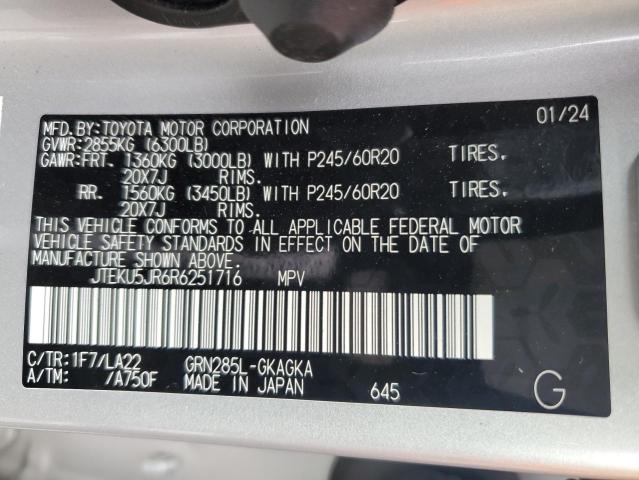 MFD.BY:TOYOTA MOTOR CORPORATION 01/24
GVWR:2855KG (6300LB)
GAWR:FRT. 1360KG (3000LB) WITH P245/60R20 TIRES.
20X7J RIMS.
RR. 1560KG (3450LB) WITH P245/60R20 TIRES.
20X7J RIMS.
THIS VEHICLE CONFORMS TO ALL APPLICABLE FEDERAL MOTOR
VEHICLE SAFETY STANDARDS IN EFFECT ON THE DATE OF
MANUFACTURE SHOWN ABOVE.
JTEKU5JR6R6251716 MPV
C/TR:1F7/LA22 GRN285L-GKAGKA
A/TM: /A750F MADE IN JAPAN 645 G